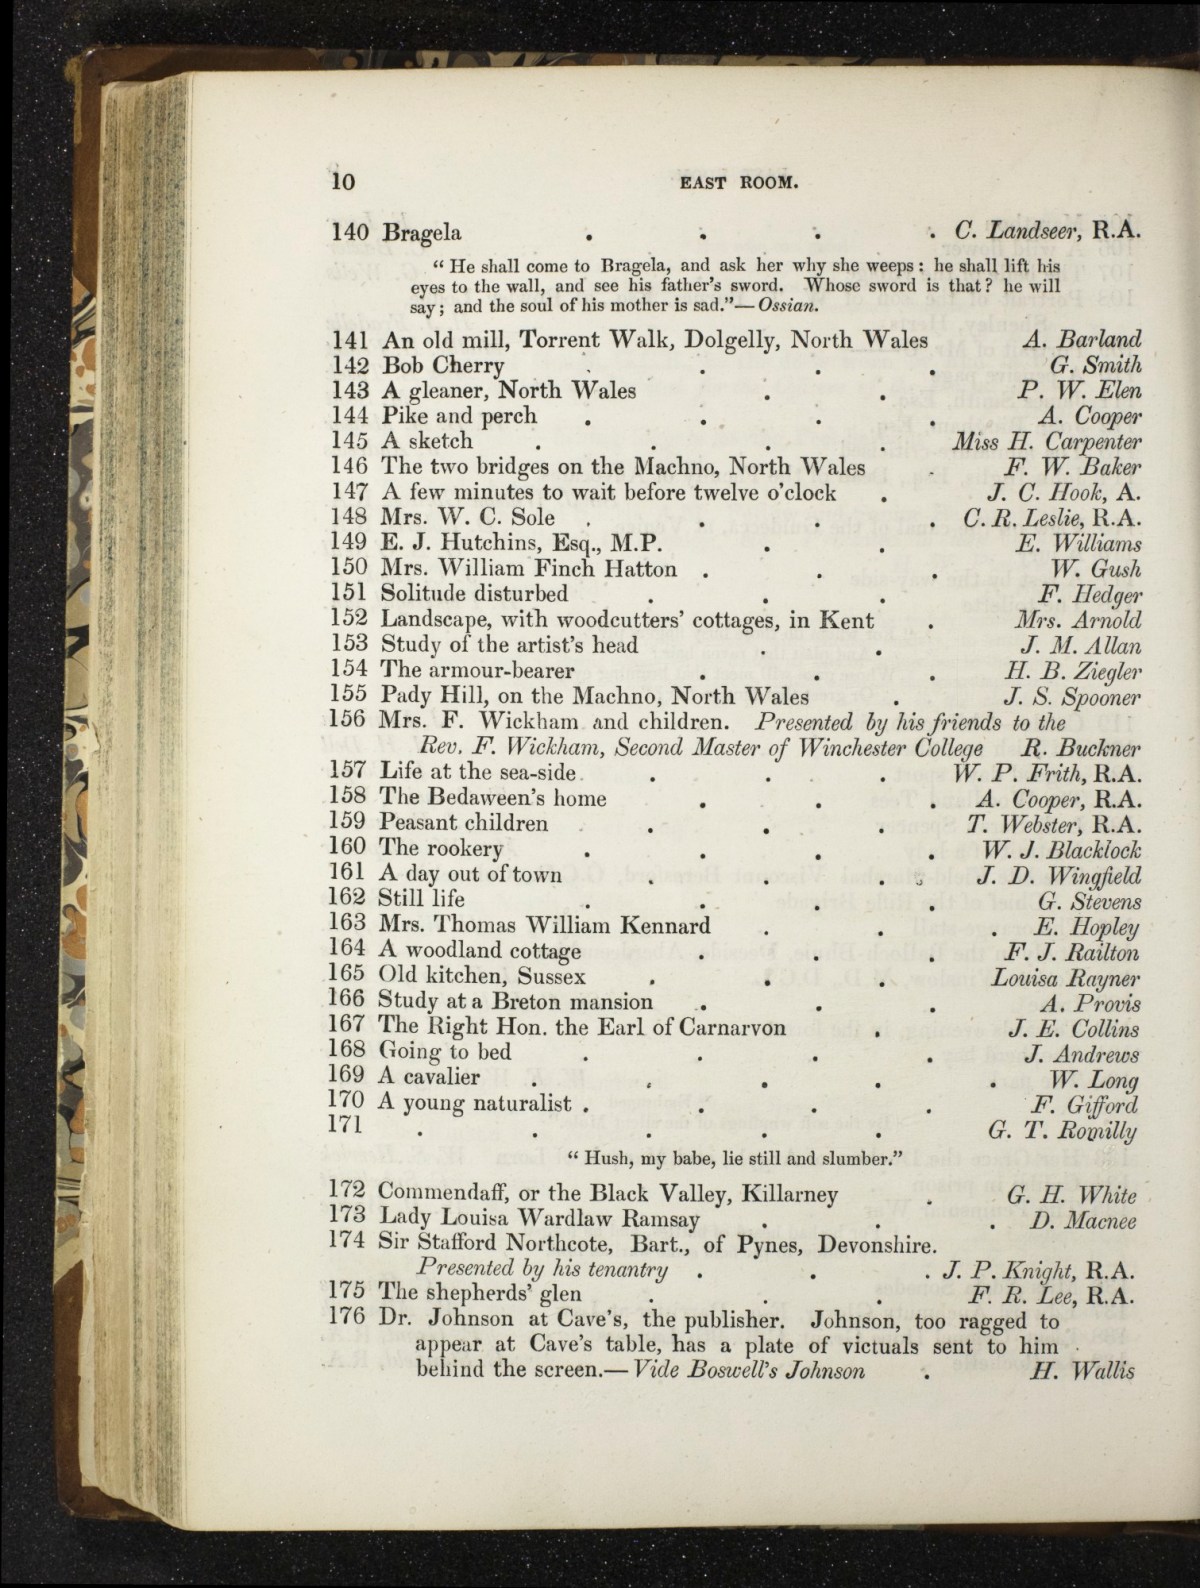 10 EAST ROOM.
140 Bragela . . . . C. Landseer, R.A.
“ He shall come to Bragela, and ask her why she weeps: he shall lift his
eyes to the wall, and see his father’s sword. Whose sword is that? he will
say; and the soul of his mother is sad.”—Ossian.
141 An old mill, Torrent Walk, Dolgelly, North Wales A. Barland
142 Bob Cherry . . . . G. Smith
143 A gleaner, North Wales . . P. W. Elen
144 Pike and perch . . . . A. Cooper
145 A sketch . . . . Miss H. Carpenter
146 The two bridges on the Machno, North Wales . F. W. Baker
147 A few minutes to wait before twelve o’clock . J. C. Hook, A.
148 Mrs. W. C. Sole . . . . C. R. Leslie, R.A.
149 E. J. Hutchins, Esq., M.P. . . E. Williams
150 Mrs. William Finch Hatton . . . W. Gush
151 Solitude disturbed . . . F. Hedger
152 Landscape, with woodcutters’ cottages, in Kent . Mrs. Arnold
153 Study of the artist’s head . . J. M. Allan
154 The armour-bearer . . . H. B. Ziegler
155 Pady Hill, on the Machno, North Wales . J. S. Spooner
156 Mrs. F. Wickham and children. Presented by his friends to the
Rev. F. Wickham, Second Master of Winchester College R. Buckner
157 Life at the sea-side . . . W. P. Frith, R.A.
158 The Bedaween’s home . . . A. Cooper, R.A.
159 Peasant children . . . T. Webster, R.A.
160 The rookery . . . . W. J. Blacklock
161 A day out of town . . . J. D. Wingfield
162 Still life . . . . G. Stevens
163 Mrs. Thomas William Kennard . . . E. Hopley
164 A woodland cottage . . . F. J. Railton
165 Old kitchen, Sussex . . . Louisa Rayner
166 Study at a Breton mansion . . . A. Provis
167 The Right Hon. the Earl of Carnarvon . J. E. Collins
168 Going to bed . . . . J. Andrews
169 A cavalier . . . . . W. Long
170 A young naturalist . . . . F. Gifford
171 . . . . . G. T. Romilly
“ Hush, my babe, lie still and slumber.”
172 Commendaff, or the Black Valley, Killarney . G. H. White
173 Lady Louisa Wardlaw Ramsay . . . D. Macnee
174 Sir Stafford Northcote, Bart., of Pynes, Devonshire.
Presented by his tenantry . . . J. P. Knight, R.A.
175 The shepherds’ glen . . . F. R. Lee, R.A.
176 Dr. Johnson at Cave’s, the publisher. Johnson, too ragged to
appear at Cave’s table, has a plate of victuals sent to him
behind the screen.—Vide Boswell’s Johnson . H. Wallis